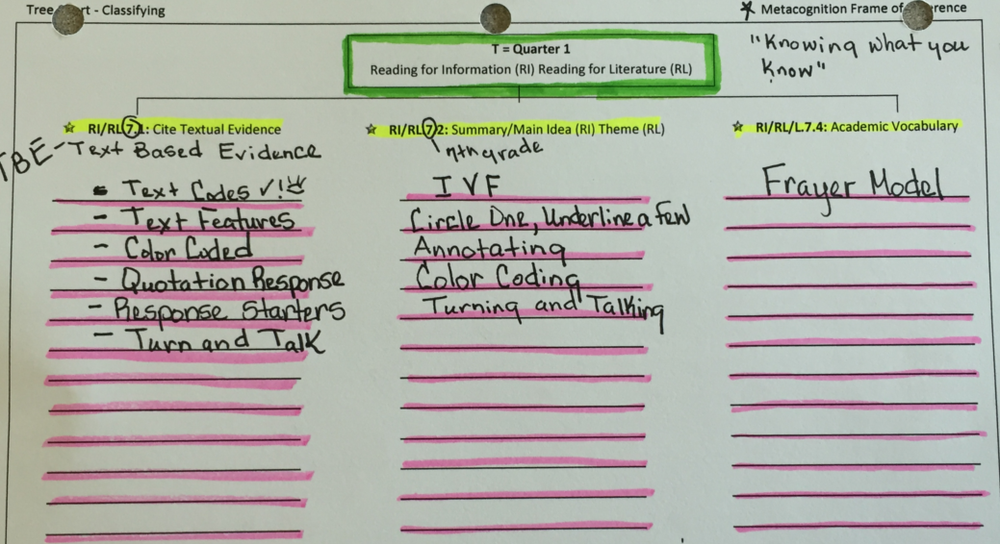 Tree Chart - Classifying
* Metacognition Frame of Reference
"Knowing what you
know"
T = Quarter 1
Reading for Information (RI) Reading for Literature (RL)
☆ RI/RL 7.1: Cite Textual Evidence
☆ RI/RL 7.2: Summary/Main Idea (RI) Theme (RL)
☆ RI/RL/L.7.4: Academic Vocabulary
TBE - Text Based Evidence
7th grade
- Text Codes ✓!
- Text Features
- Color Coded
- Quotation Response
- Response Starters
- Turn and Talk
IVF
Circle One, Underline a few
Annotating
Color Coding
Turning and Talking
Frayer Model